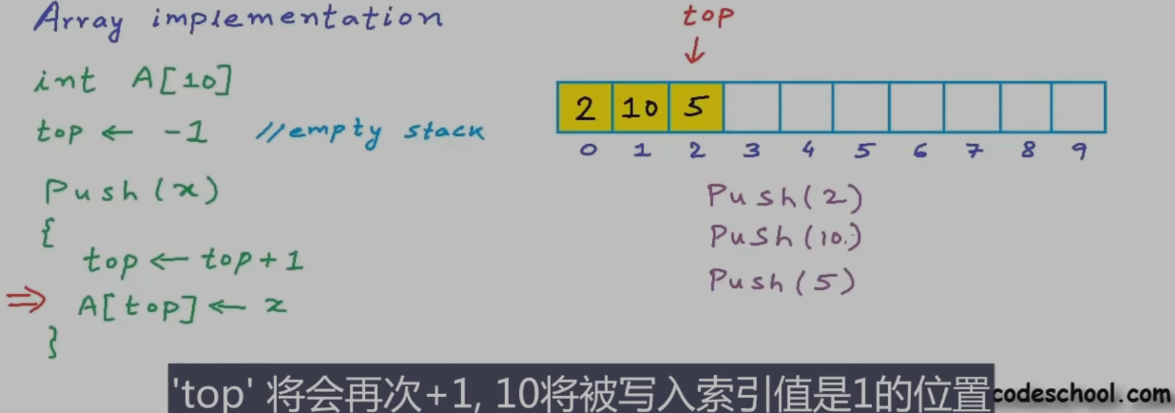 Array implementation
int A[10]
top ← -1 //empty stack
Push(x)
{
top ← top+1
⇒ A[top] ← x
}
top
↓
2 10 5
0 1 2 3 4 5 6 7 8 9
Push(2)
Push(10)
Push(5)
'top' 将会再次+1, 10将被写入索引值是1的位置
codeschool.com